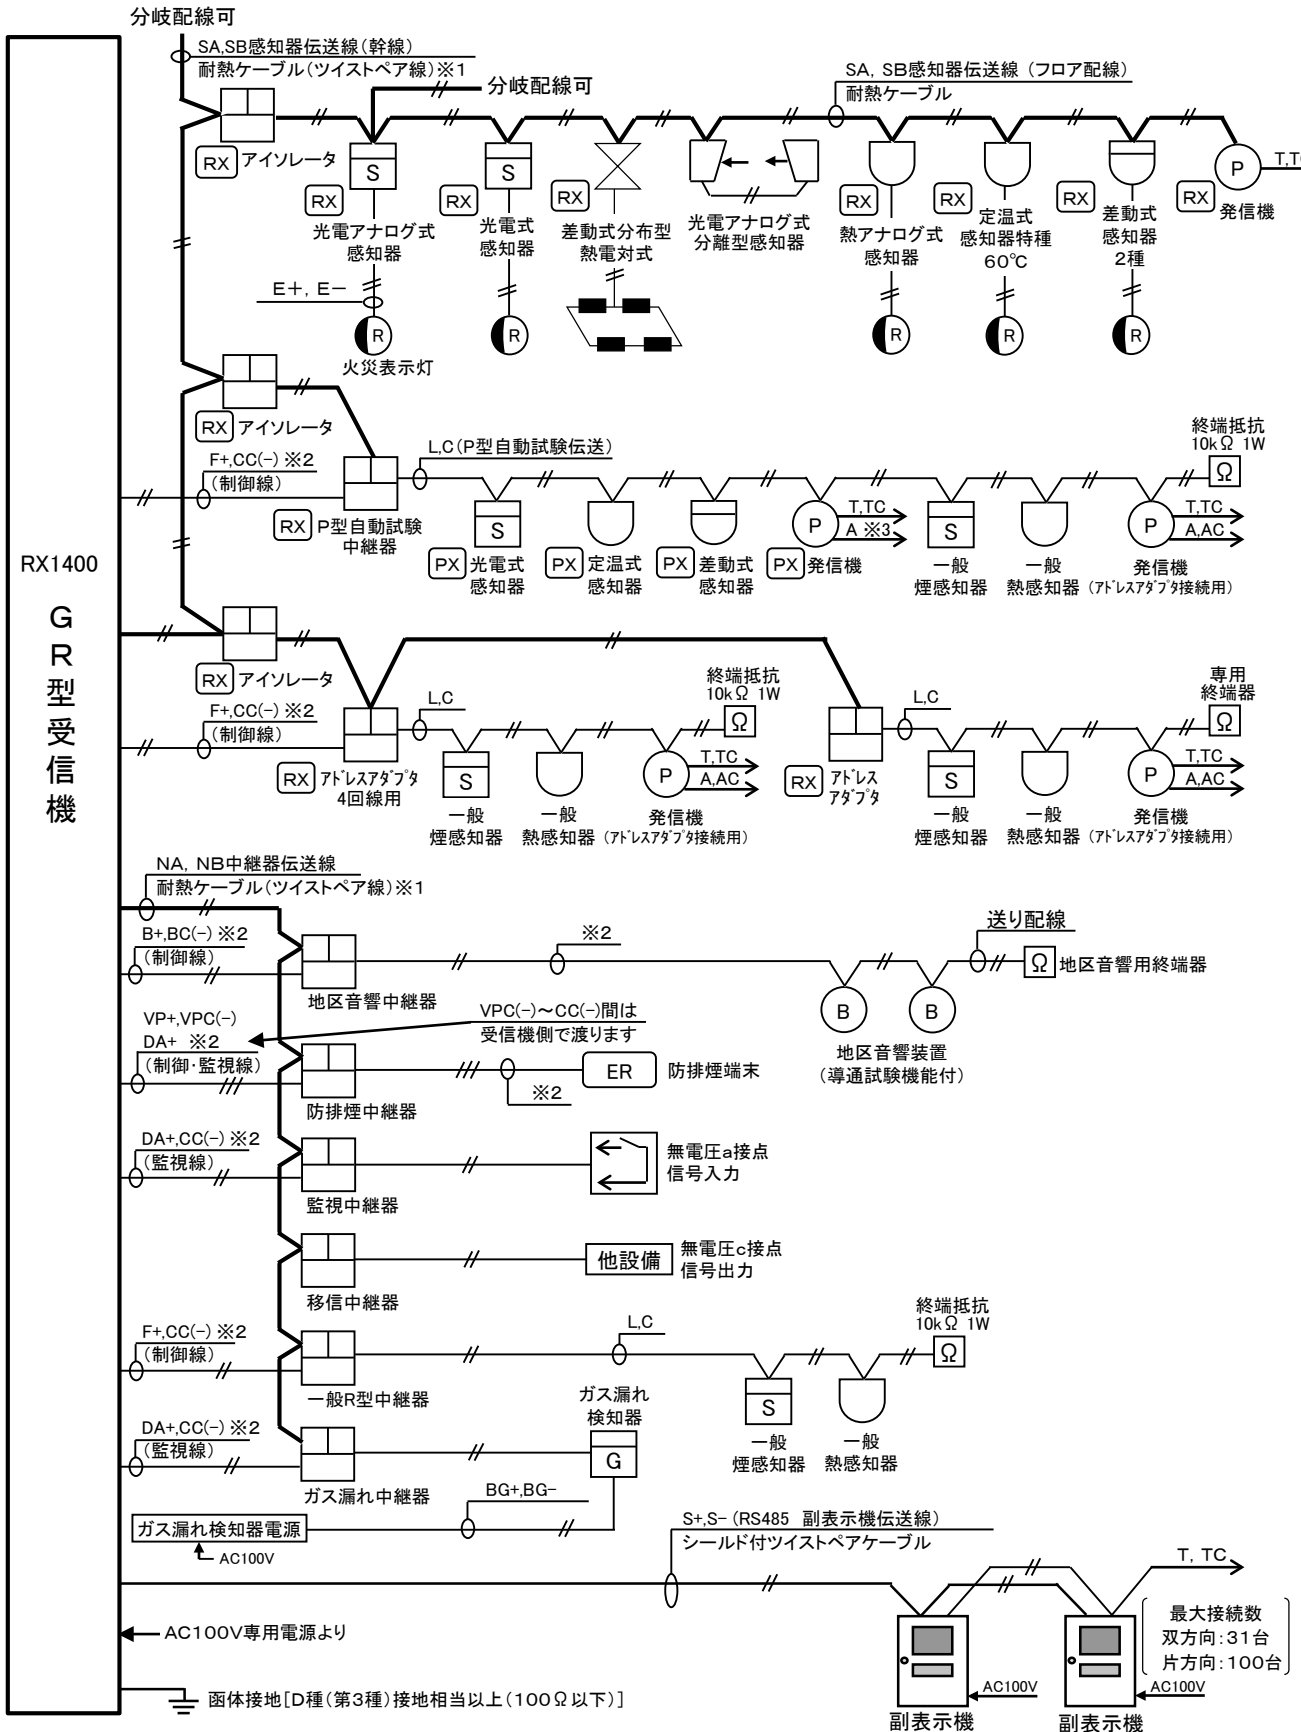 分岐配線可
SA,SB感知器伝送線(幹線)
耐熱ケーブル(ツイストペア線)※1
分岐配線可
SA, SB感知器伝送線 (フロア配線)
耐熱ケーブル
RX アイソレータ
S
RX
光電アナログ式
感知器
S
RX
光電式
感知器
RX
差動式分布型
熱電対式
光電アナログ式
分離型感知器
RX
熱アナログ式
感知器
RX
定温式
感知器特種
60℃
RX
差動式
感知器
2種
P
RX 発信機
E+, E−
R
R
R
R
R
火災表示灯
RX アイソレータ
F+,CC(-) ※2
(制御線)
L,C(P型自動試験伝送)
終端抵抗
10kΩ 1W
Ω
RX P型自動試験
中継器
S
PX 光電式
感知器
PX 定温式
感知器
PX 差動式
感知器
P
T,TC
A ※3
PX 発信機
S
一般
煙感知器
一般
熱感知器
P
T,TC
A,AC
発信機
(アドレスアダプタ接続用)
RX1400
GR型受信機
RX アイソレータ
F+,CC(-) ※2
(制御線)
L,C
終端抵抗
10kΩ 1W
Ω
RX アドレスアダプタ
4回線用
S
一般
煙感知器
一般
熱感知器
P
T,TC
A,AC
発信機
(アドレスアダプタ接続用)
RX アドレス
アダプタ
L,C
専用
終端器
Ω
S
一般
煙感知器
一般
熱感知器
P
T,TC
A,AC
発信機
(アドレスアダプタ接続用)
NA, NB中継器伝送線
耐熱ケーブル(ツイストペア線)※1
B+,BC(-) ※2
(制御線)
※2
送り配線
Ω 地区音響用終端器
地区音響中継器
B
B
地区音響装置
(導通試験機能付)
VP+,VPC(-)
DA+ ※2
(制御・監視線)
VPC(-)～CC(-)間は
受信機側で渡ります
ER 防排煙端末
※2
防排煙中継器
DA+,CC(-) ※2
(監視線)
無電圧a接点
信号入力
監視中継器
他設備
無電圧c接点
信号出力
移信中継器
F+,CC(-) ※2
(制御線)
L,C
終端抵抗
10kΩ 1W
Ω
一般R型中継器
S
一般
煙感知器
一般
熱感知器
DA+,CC(-) ※2
(監視線)
ガス漏れ
検知器
G
ガス漏れ中継器
BG+,BG-
ガス漏れ検知器電源
AC100V
S+,S- (RS485 副表示機伝送線)
シールド付ツイストペアケーブル
T, TC
最大接続数
双方向:31台
片方向:100台
AC100V
AC100V
副表示機
副表示機
AC100V専用電源より
函体接地[D種(第3種)接地相当以上(100Ω以下)]